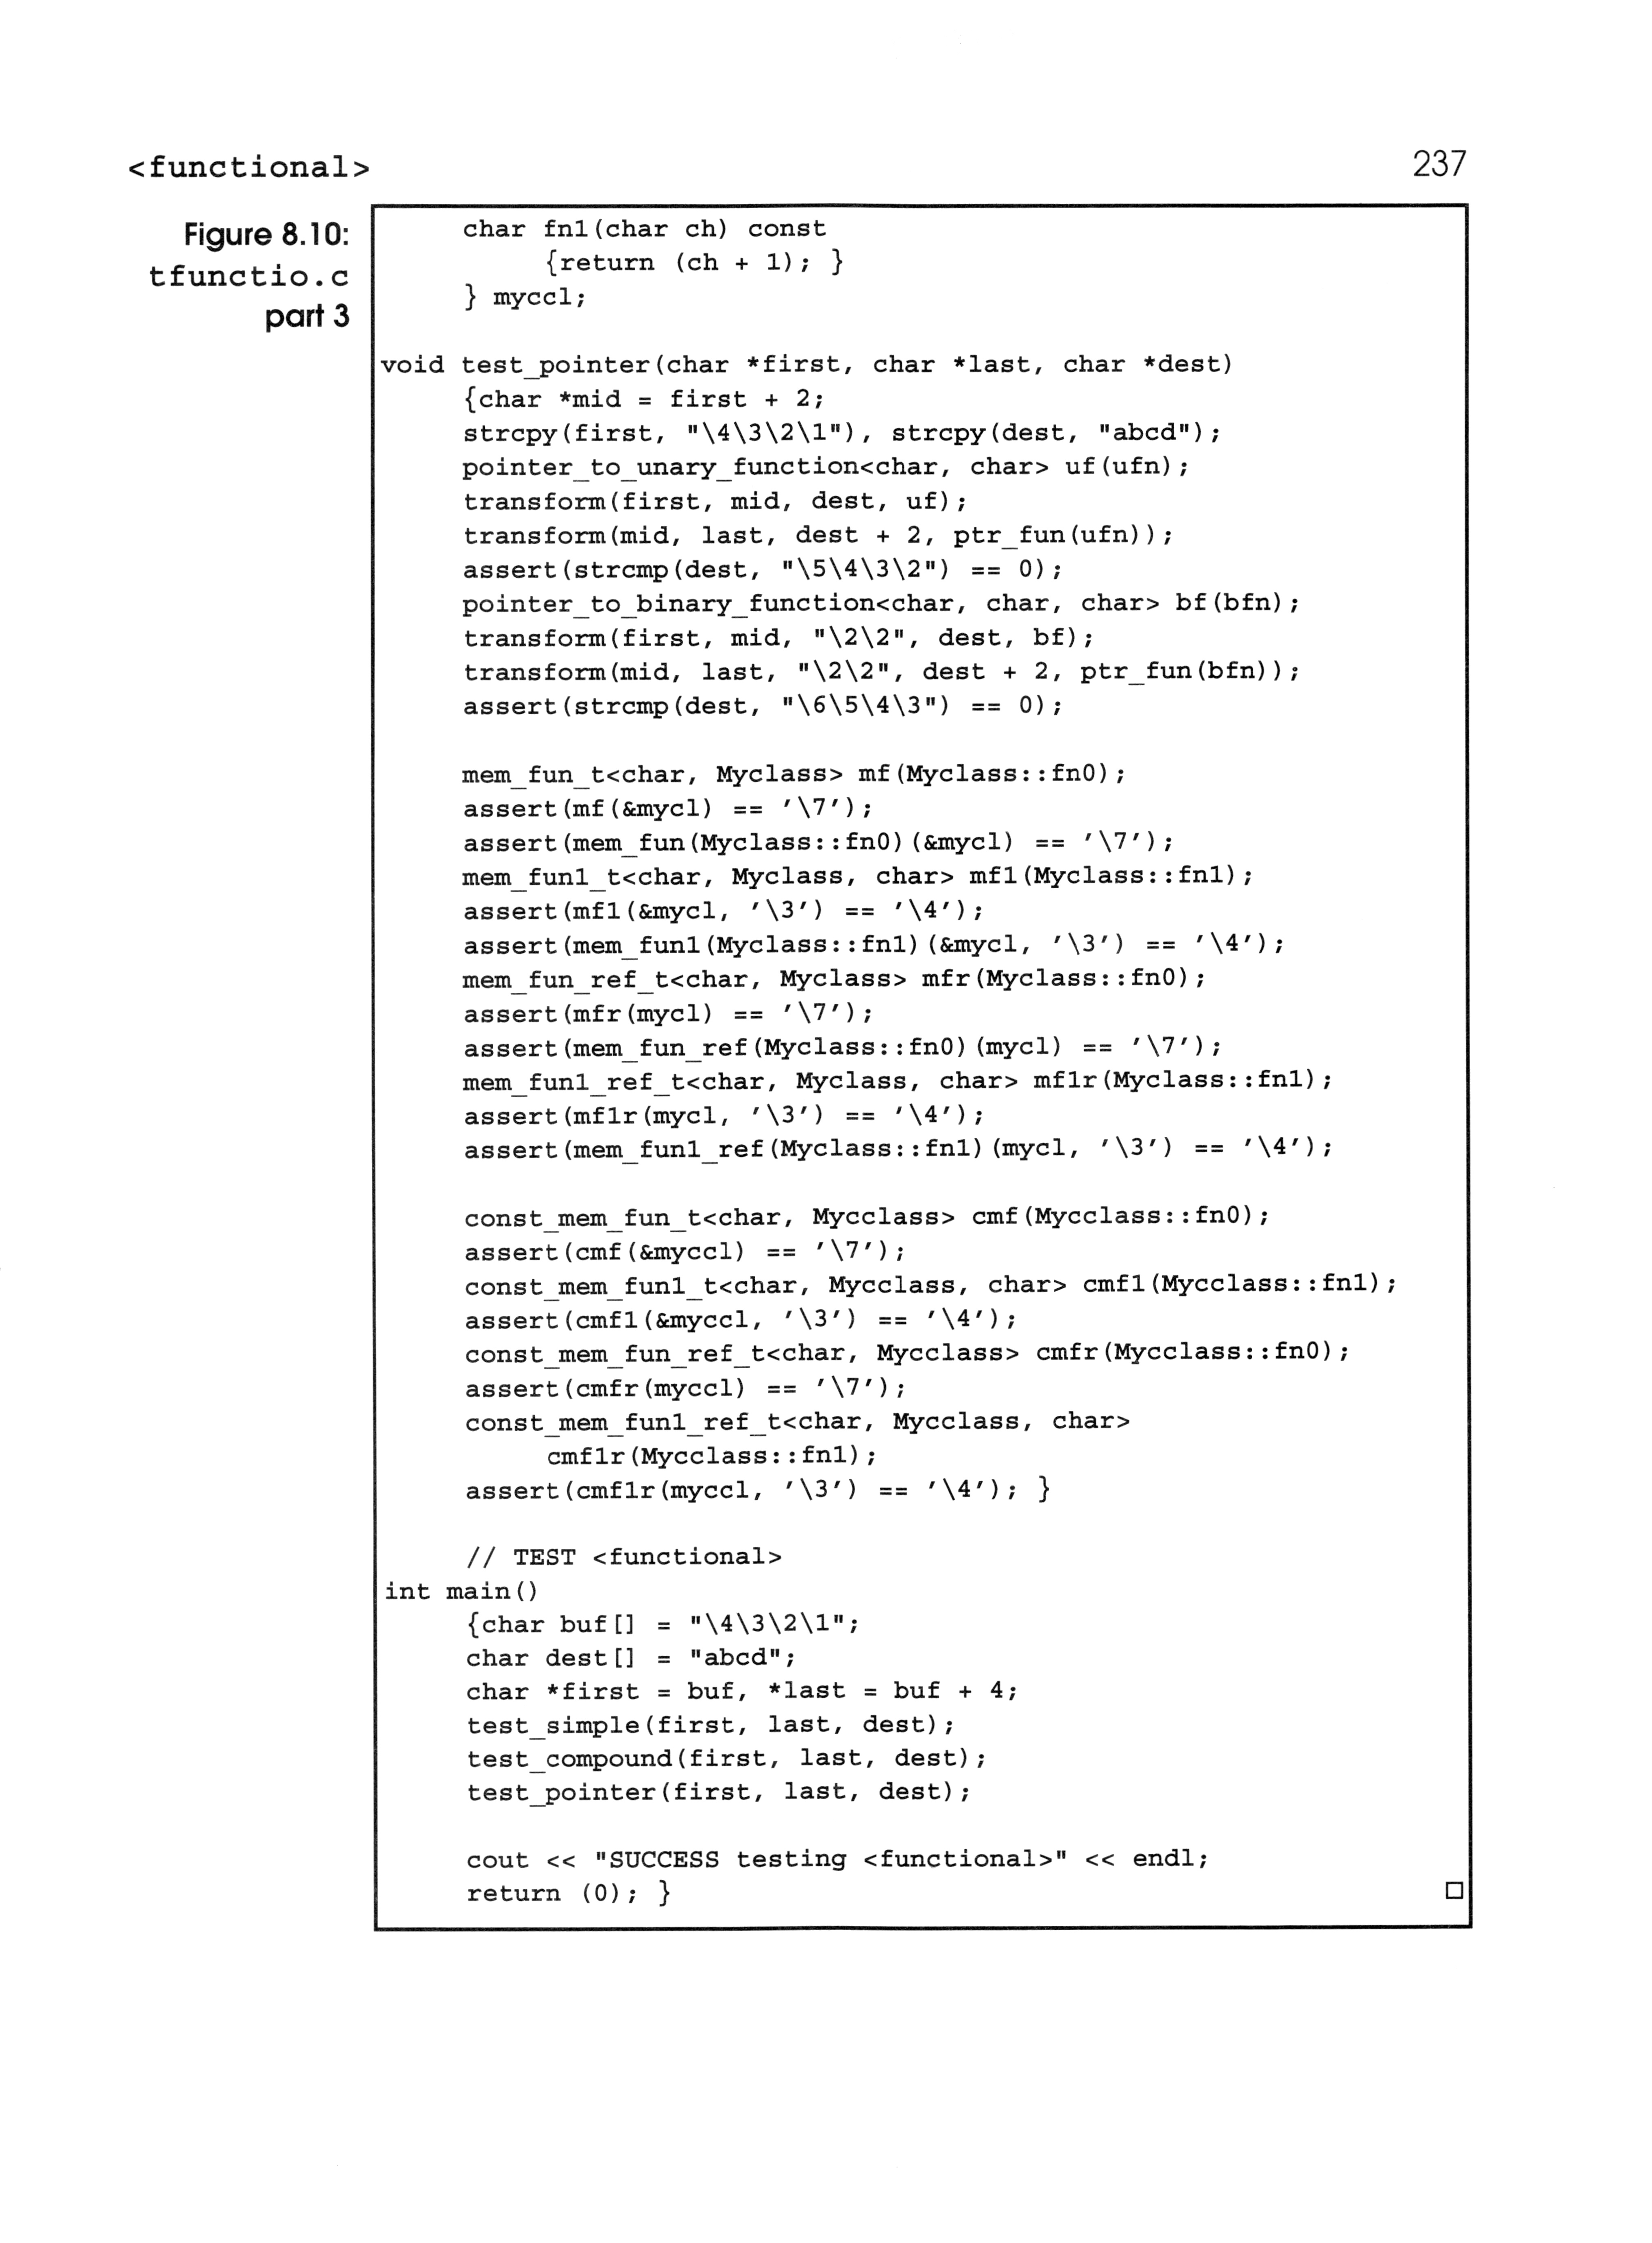 <functional>
237
Figure 8.10:
tfunctio.c
part 3
char fn1(char ch) const
{return (ch + 1); }
} myccl;
void test_pointer(char *first, char *last, char *dest)
{char *mid = first + 2;
strcpy(first, "\4\3\2\1"), strcpy(dest, "abcd");
pointer_to_unary_function<char, char> uf(ufn);
transform(first, mid, dest, uf);
transform(mid, last, dest + 2, ptr_fun(ufn));
assert(strcmp(dest, "\5\4\3\2") == 0);
pointer_to_binary_function<char, char, char> bf(bfn);
transform(first, mid, "\2\2", dest, bf);
transform(mid, last, "\2\2", dest + 2, ptr_fun(bfn));
assert(strcmp(dest, "\6\5\4\3") == 0);
mem_fun_t<char, Myclass> mf(Myclass::fn0);
assert(mf(&mycl) == '\7');
assert(mem_fun(Myclass::fn0)(&mycl) == '\7');
mem_fun1_t<char, Myclass, char> mf1(Myclass::fn1);
assert(mf1(&mycl, '\3') == '\4');
assert(mem_fun1(Myclass::fn1)(&mycl, '\3') == '\4');
mem_fun_ref_t<char, Myclass> mfr(Myclass::fn0);
assert(mfr(mycl) == '\7');
assert(mem_fun_ref(Myclass::fn0)(mycl) == '\7');
mem_fun1_ref_t<char, Myclass, char> mf1r(Myclass::fn1);
assert(mf1r(mycl, '\3') == '\4');
assert(mem_fun1_ref(Myclass::fn1)(mycl, '\3') == '\4');
const_mem_fun_t<char, Mycclass> cmf(Mycclass::fn0);
assert(cmf(&myccl) == '\7');
const_mem_fun1_t<char, Mycclass, char> cmf1(Mycclass::fn1);
assert(cmf1(&myccl, '\3') == '\4');
const_mem_fun_ref_t<char, Mycclass> cmfr(Mycclass::fn0);
assert(cmfr(myccl) == '\7');
const_mem_fun1_ref_t<char, Mycclass, char>
cmf1r(Mycclass::fn1);
assert(cmf1r(myccl, '\3') == '\4'); }
// TEST <functional>
int main()
{char buf[] = "\4\3\2\1";
char dest[] = "abcd";
char *first = buf, *last = buf + 4;
test_simple(first, last, dest);
test_compound(first, last, dest);
test_pointer(first, last, dest);
cout << "SUCCESS testing <functional>" << endl;
return (0); }